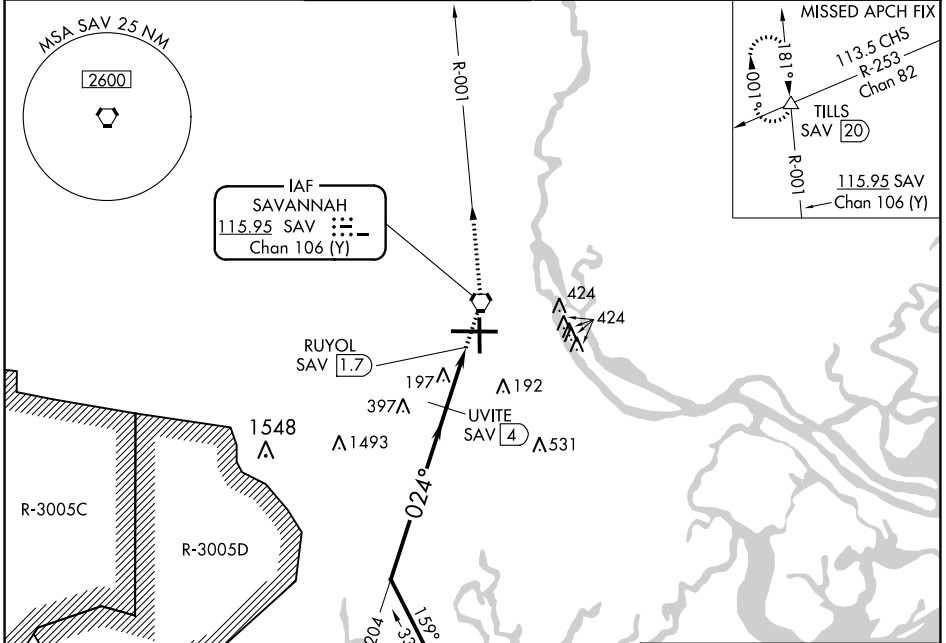 MSA SAV 25 NM
2600
R-001
MISSED APCH FIX
181°
001°
113.5 CHS
R-253
Chan 82
TILLS
SAV 20
R-001
115.95 SAV
Chan 106 (Y)
IAF
SAVANNAH
115.95 SAV
Chan 106 (Y)
424
424
RUYOL
SAV 1.7
197
192
397
UVITE
SAV 4
1548
1493
531
024°
R-3005C
R-3005D
159°